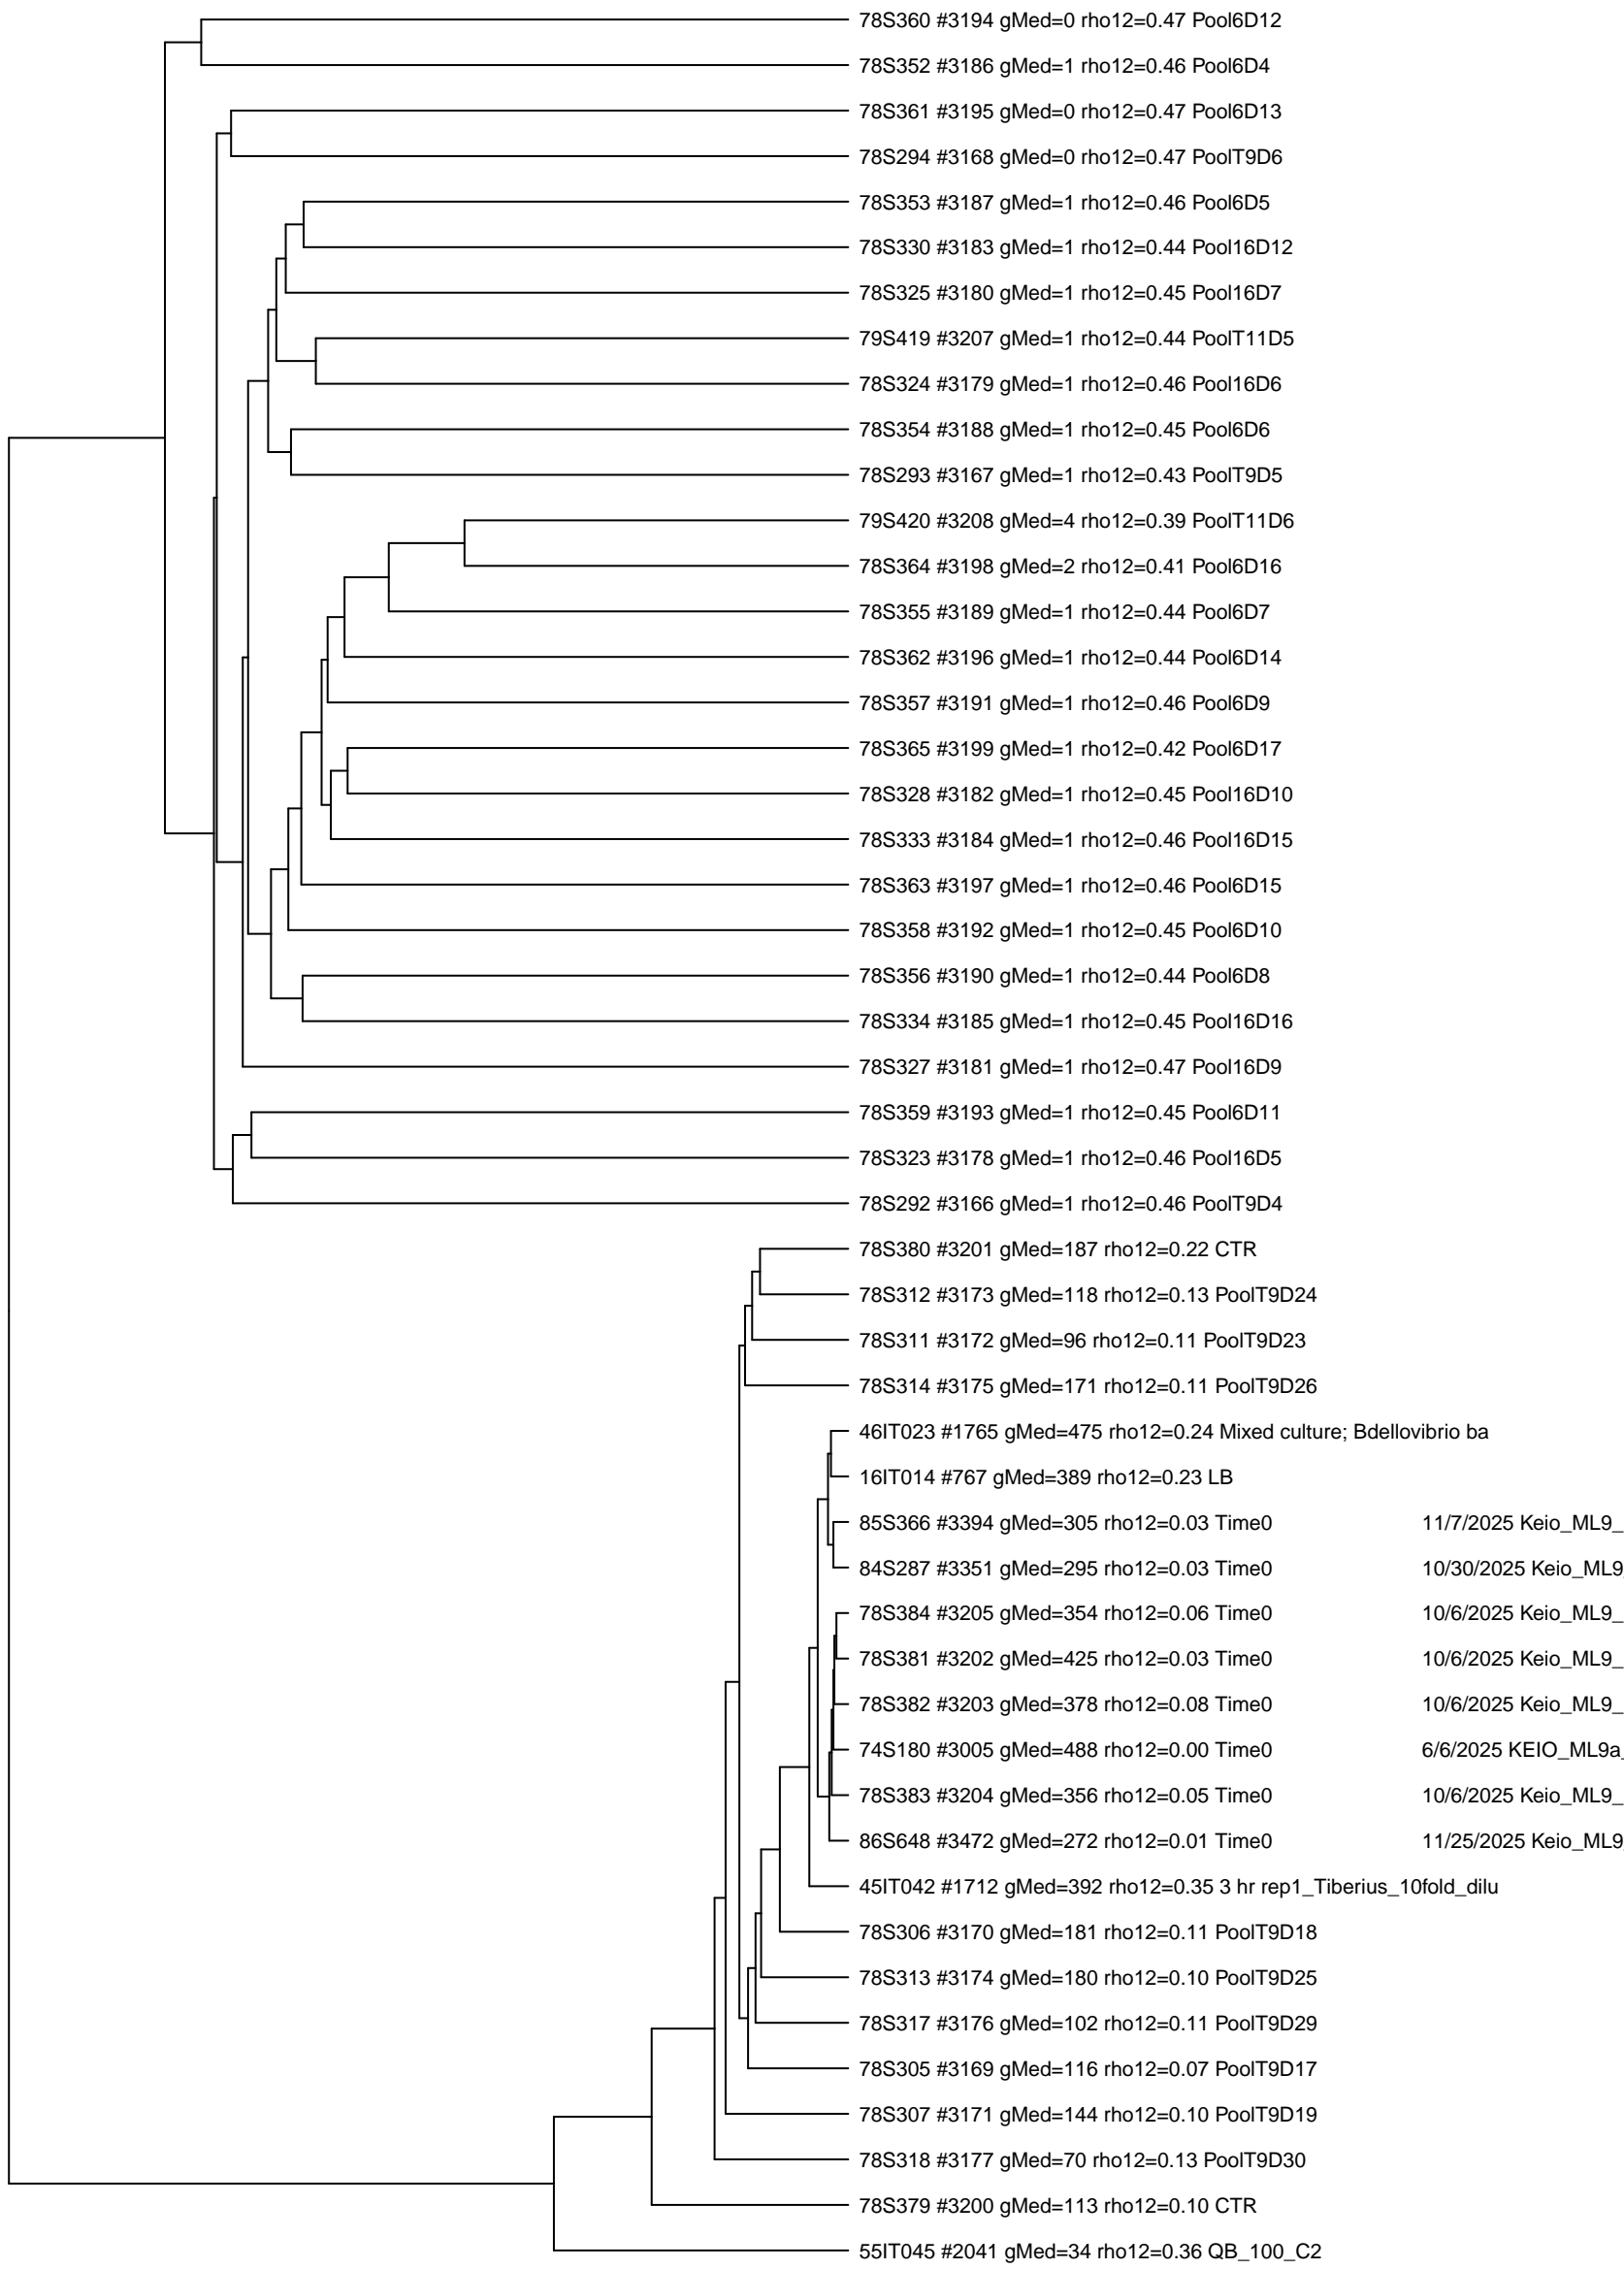 78S360 #3194 gMed=0 rho12=0.47 Pool6D12
78S352 #3186 gMed=1 rho12=0.46 Pool6D4
78S361 #3195 gMed=0 rho12=0.47 Pool6D13
78S294 #3168 gMed=0 rho12=0.47 PoolT9D6
78S353 #3187 gMed=1 rho12=0.46 Pool6D5
78S330 #3183 gMed=1 rho12=0.44 Pool16D12
78S325 #3180 gMed=1 rho12=0.45 Pool16D7
79S419 #3207 gMed=1 rho12=0.44 PoolT11D5
78S324 #3179 gMed=1 rho12=0.46 Pool16D6
78S354 #3188 gMed=1 rho12=0.45 Pool6D6
78S293 #3167 gMed=1 rho12=0.43 PoolT9D5
79S420 #3208 gMed=4 rho12=0.39 PoolT11D6
78S364 #3198 gMed=2 rho12=0.41 Pool6D16
78S355 #3189 gMed=1 rho12=0.44 Pool6D7
78S362 #3196 gMed=1 rho12=0.44 Pool6D14
78S357 #3191 gMed=1 rho12=0.46 Pool6D9
78S365 #3199 gMed=1 rho12=0.42 Pool6D17
78S328 #3182 gMed=1 rho12=0.45 Pool16D10
78S333 #3184 gMed=1 rho12=0.46 Pool16D15
78S363 #3197 gMed=1 rho12=0.46 Pool6D15
78S358 #3192 gMed=1 rho12=0.45 Pool6D10
78S356 #3190 gMed=1 rho12=0.44 Pool6D8
78S334 #3185 gMed=1 rho12=0.45 Pool16D16
78S327 #3181 gMed=1 rho12=0.47 Pool16D9
78S359 #3193 gMed=1 rho12=0.45 Pool6D11
78S323 #3178 gMed=1 rho12=0.46 Pool16D5
78S292 #3166 gMed=1 rho12=0.46 PoolT9D4
78S380 #3201 gMed=187 rho12=0.22 CTR
78S312 #3173 gMed=118 rho12=0.13 PoolT9D24
78S311 #3172 gMed=96 rho12=0.11 PoolT9D23
78S314 #3175 gMed=171 rho12=0.11 PoolT9D26
46IT023 #1765 gMed=475 rho12=0.24 Mixed culture; Bdellovibrio ba
16IT014 #767 gMed=389 rho12=0.23 LB
85S366 #3394 gMed=305 rho12=0.03 Time0 11/7/2025 Keio_ML9_
84S287 #3351 gMed=295 rho12=0.03 Time0 10/30/2025 Keio_ML9
78S384 #3205 gMed=354 rho12=0.06 Time0 10/6/2025 Keio_ML9_
78S381 #3202 gMed=425 rho12=0.03 Time0 10/6/2025 Keio_ML9_
78S382 #3203 gMed=378 rho12=0.08 Time0 10/6/2025 Keio_ML9_
74S180 #3005 gMed=488 rho12=0.00 Time0 6/6/2025 KEIO_ML9a_
78S383 #3204 gMed=356 rho12=0.05 Time0 10/6/2025 Keio_ML9_
86S648 #3472 gMed=272 rho12=0.01 Time0 11/25/2025 Keio_ML9
45IT042 #1712 gMed=392 rho12=0.35 3 hr rep1_Tiberius_10fold_dilu
78S306 #3170 gMed=181 rho12=0.11 PoolT9D18
78S313 #3174 gMed=180 rho12=0.10 PoolT9D25
78S317 #3176 gMed=102 rho12=0.11 PoolT9D29
78S305 #3169 gMed=116 rho12=0.07 PoolT9D17
78S307 #3171 gMed=144 rho12=0.10 PoolT9D19
78S318 #3177 gMed=70 rho12=0.13 PoolT9D30
78S379 #3200 gMed=113 rho12=0.10 CTR
55IT045 #2041 gMed=34 rho12=0.36 QB_100_C2